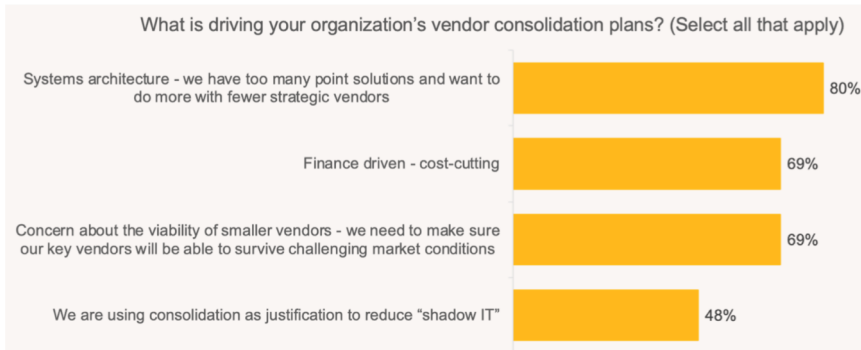 What is driving your organization's vendor consolidation plans? (Select all that apply)
Systems architecture - we have too many point solutions and want to
do more with fewer strategic vendors
80%
Finance driven - cost-cutting
69%
Concern about the viability of smaller vendors - we need to make sure
our key vendors will be able to survive challenging market conditions
69%
We are using consolidation as justification to reduce “shadow IT”
48%